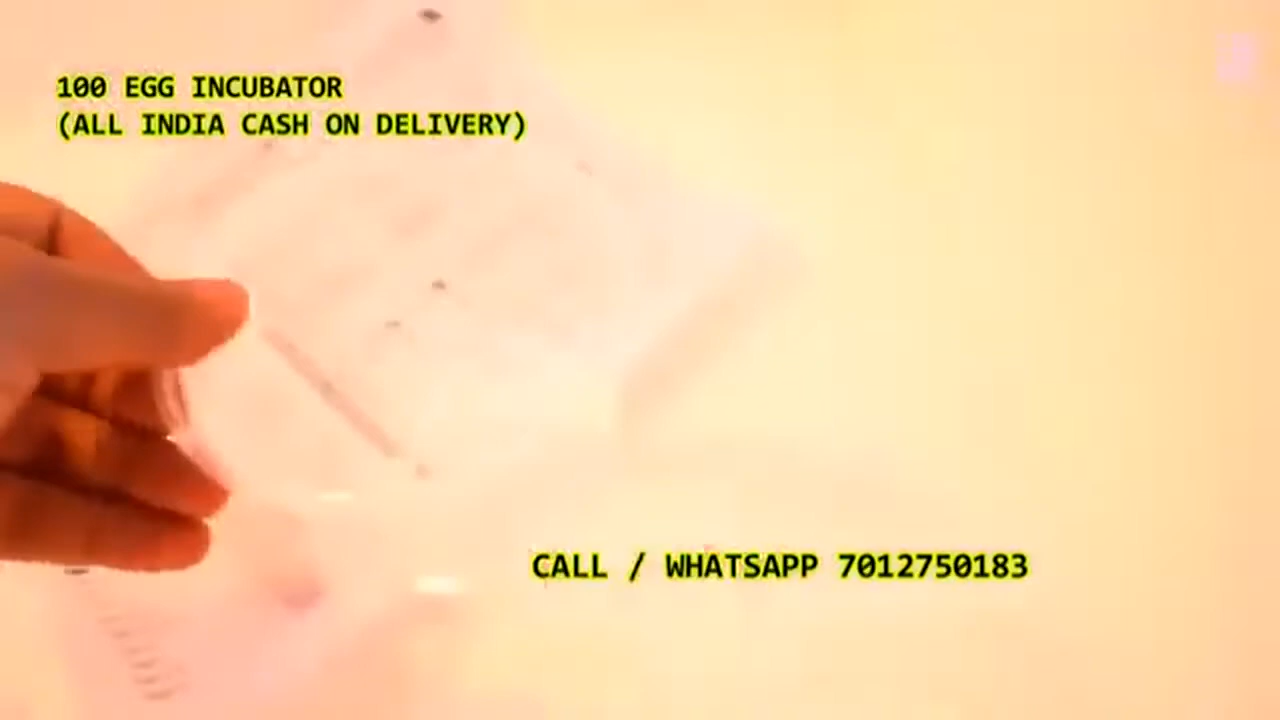 100 EGG INCUBATOR
(ALL INDIA CASH ON DELIVERY)
CALL / WHATSAPP 7012750183